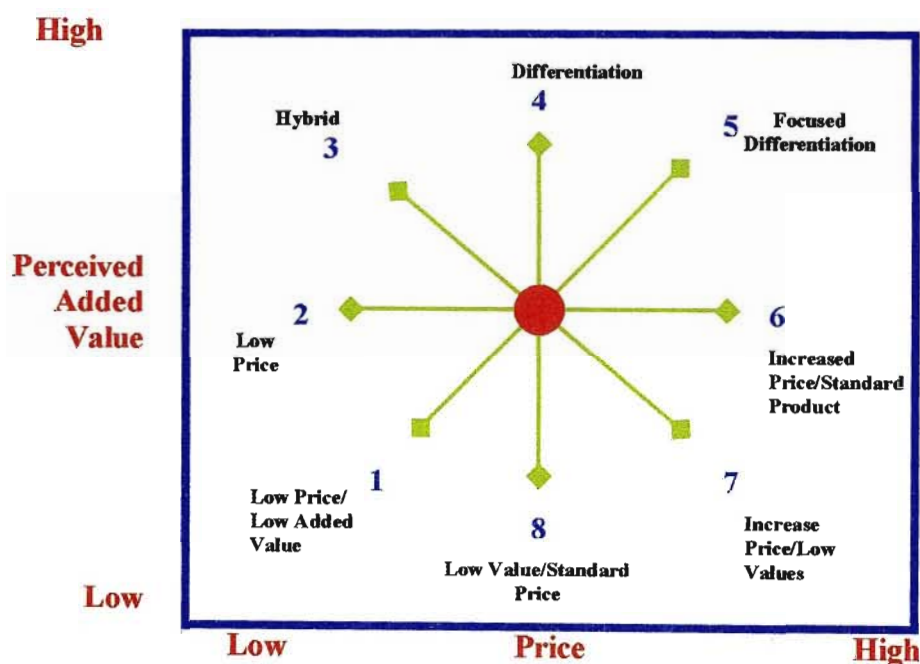 High
Differentiation
4
Hybrid
3
5
Focused
Differentiation
Perceived
Added
Value
2
Low
Price
6
Increased
Price/Standard
Product
1
Low Price/
Low Added
Value
8
Low Value/Standard
Price
7
Increase
Price/Low
Values
Low
Low
Price
High